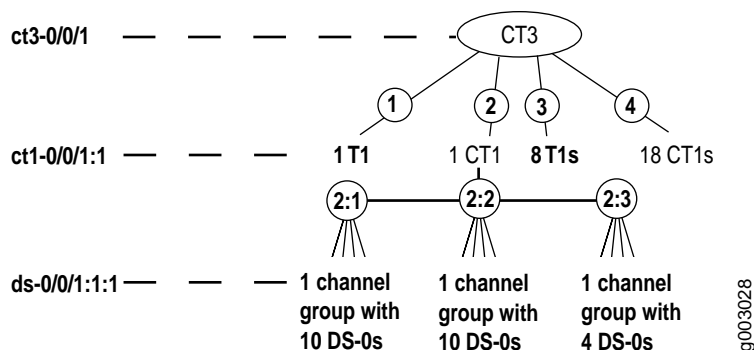 ct3-0/0/1
CT3
1
2
3
4
ct1-0/0/1:1
1 T1
1 CT1
8 T1s
18 CT1s
2:1
2:2
2:3
ds-0/0/1:1:1
1 channel
group with
10 DS-0s
1 channel
group with
10 DS-0s
1 channel
group with
4 DS-0s
g003028